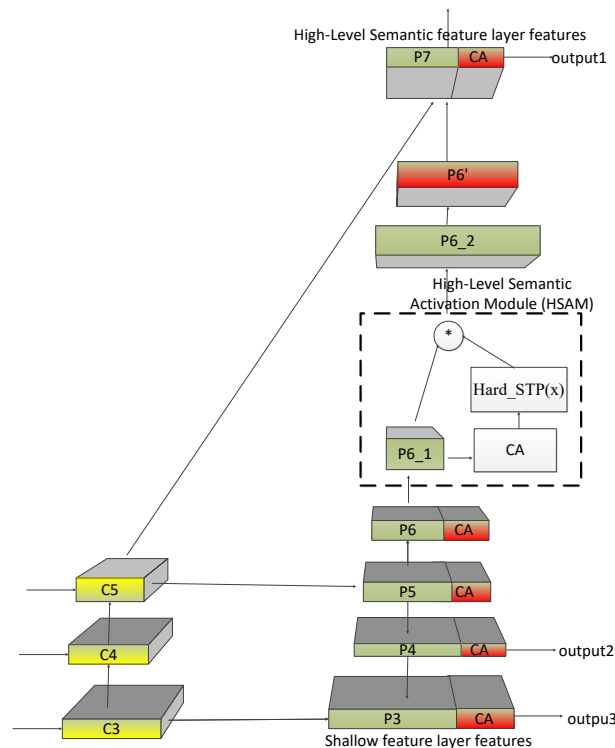 High-Level Semantic feature layer features
P7 CA output1
P6'
P6_2
High-Level Semantic
Activation Module (HSAM)
*
Hard_STP(x)
P6_1 CA
P6 CA
C5 P5 CA
C4 P4 CA output2
C3 P3 CA outpu3
Shallow feature layer features